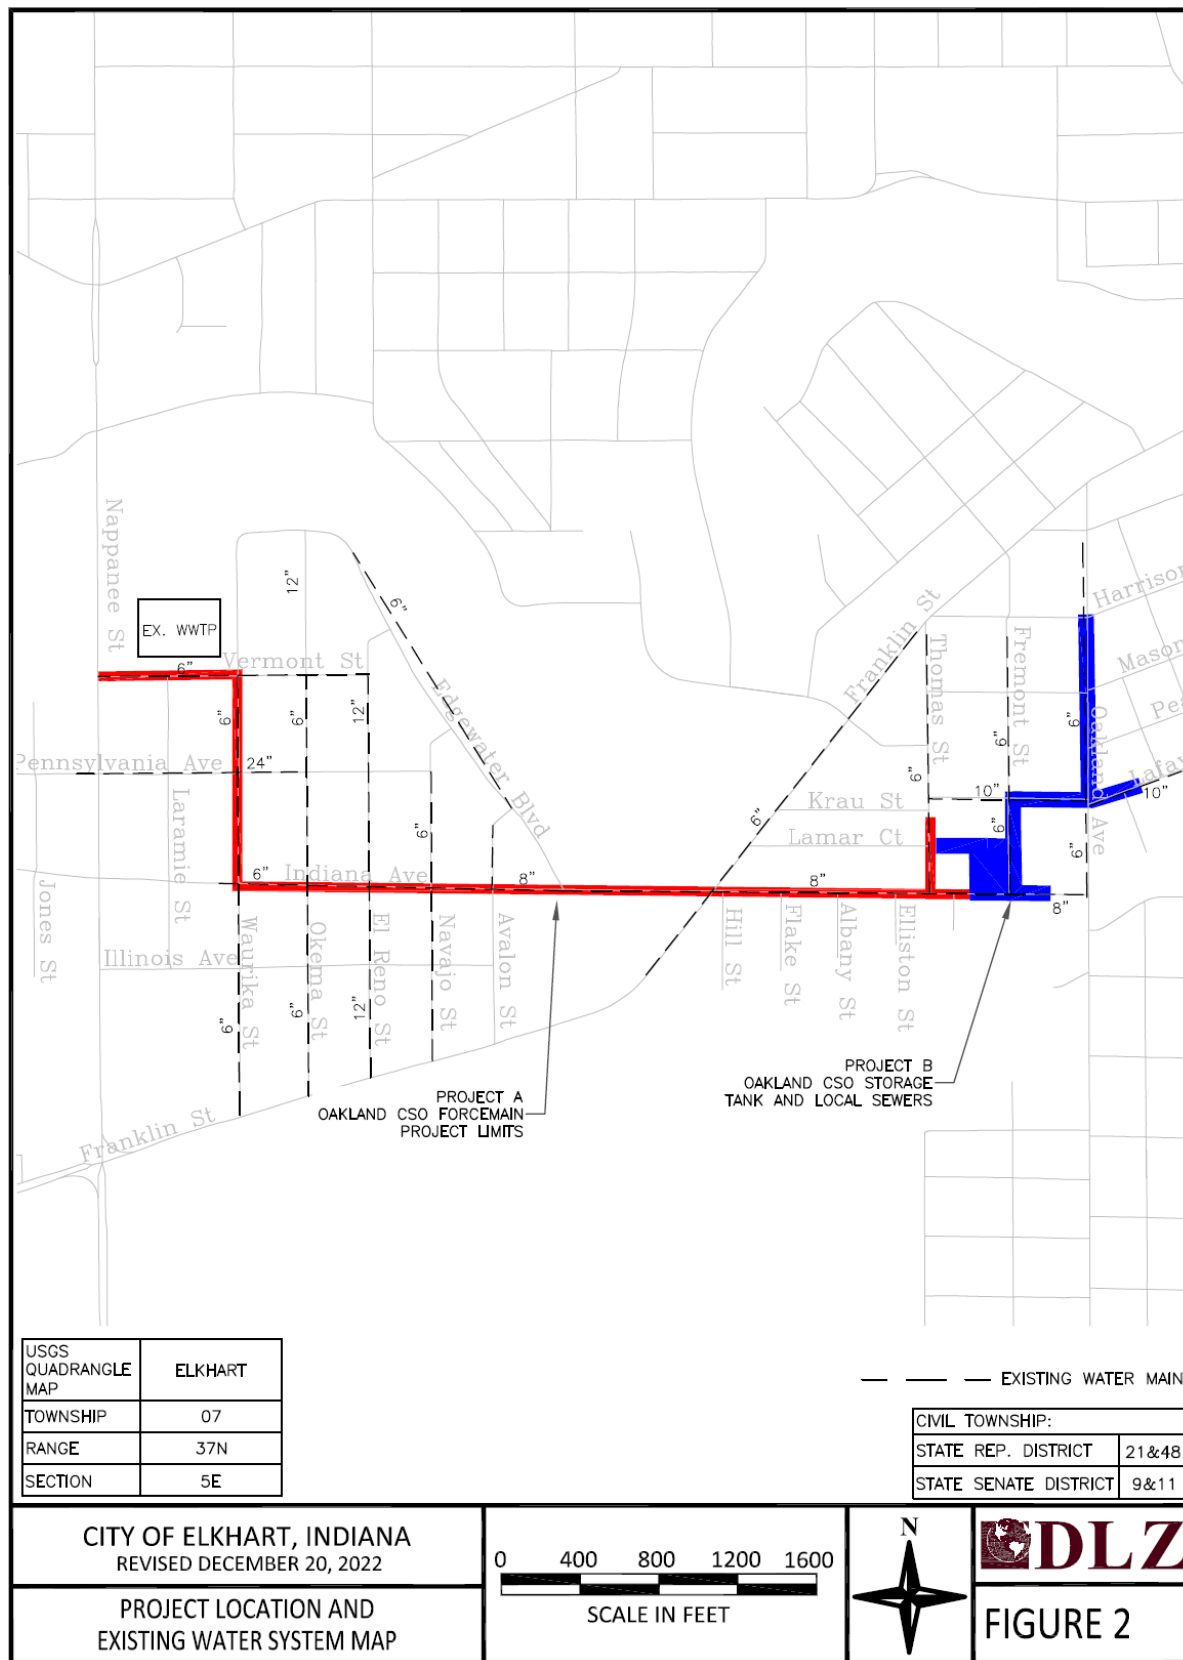 Nappanee St
EX. WWTP
6"
Vermont St
12"
6"
Edgewater Blvd
6"
6"
12"
Pennsylvania Ave
24"
Laramie St
Jones St
6"
Indiana Ave
6"
8"
8"
Illinois Ave
Waurika St
Okema St
El Reno St
Navajo St
Avalon St
6"
6"
12"
Franklin St
Franklin St
6"
Thomas St
6"
Fremont St
6"
Krau St
Lamar Ct
10"
6"
Harrison
Mason
Oakland Ave
6"
10"
6"
8"
Hill St
Flake St
Albany St
Elliston St
PROJECT A
OAKLAND CSO FORCEMAIN
PROJECT LIMITS
PROJECT B
OAKLAND CSO STORAGE
TANK AND LOCAL SEWERS
USGS
QUADRANGLE
MAP
ELKHART
TOWNSHIP 07
RANGE 37N
SECTION 5E
EXISTING WATER MAIN
CIVIL TOWNSHIP:
STATE REP. DISTRICT 21&48
STATE SENATE DISTRICT 9&11
CITY OF ELKHART, INDIANA
REVISED DECEMBER 20, 2022
PROJECT LOCATION AND
EXISTING WATER SYSTEM MAP
0 400 800 1200 1600
SCALE IN FEET
N
DLZ
FIGURE 2